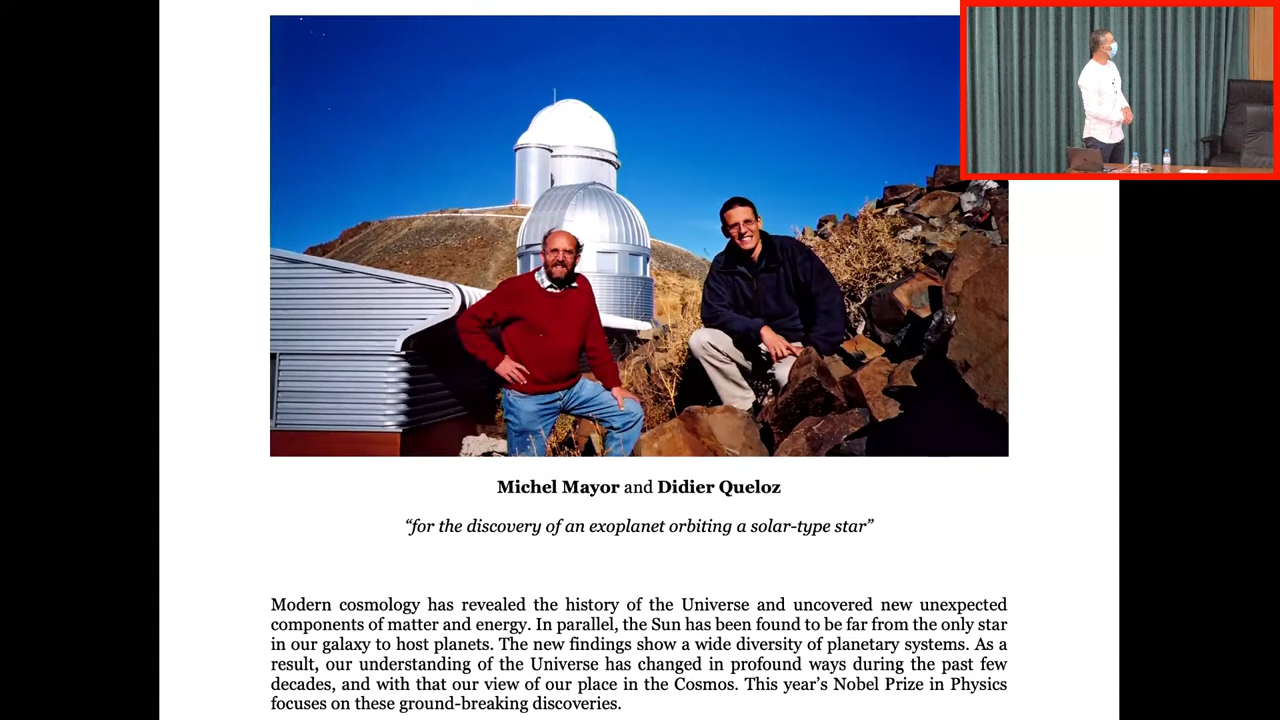 Michel Mayor and Didier Queloz
“for the discovery of an exoplanet orbiting a solar-type star”
Modern cosmology has revealed the history of the Universe and uncovered new unexpected
components of matter and energy. In parallel, the Sun has been found to be far from the only star
in our galaxy to host planets. The new findings show a wide diversity of planetary systems. As a
result, our understanding of the Universe has changed in profound ways during the past few
decades, and with that our view of our place in the Cosmos. This year’s Nobel Prize in Physics
focuses on these ground-breaking discoveries.